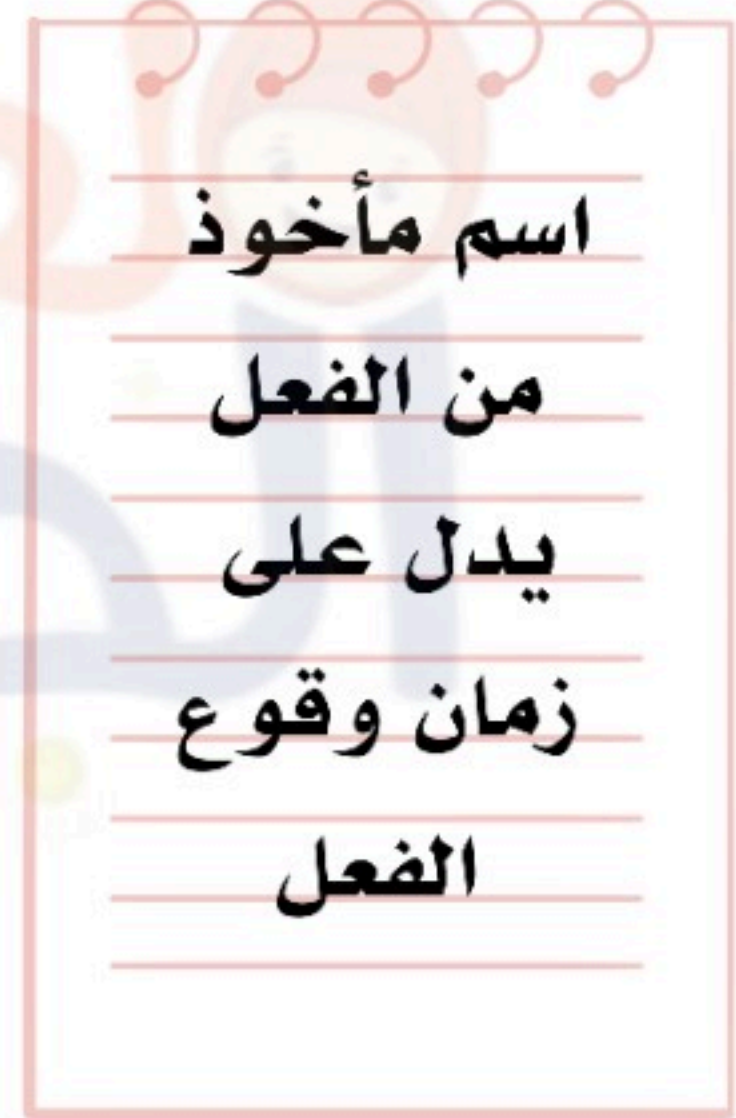 اسم مأخوذ
من الفعل
يدل على
زمان وقوع
الفعل